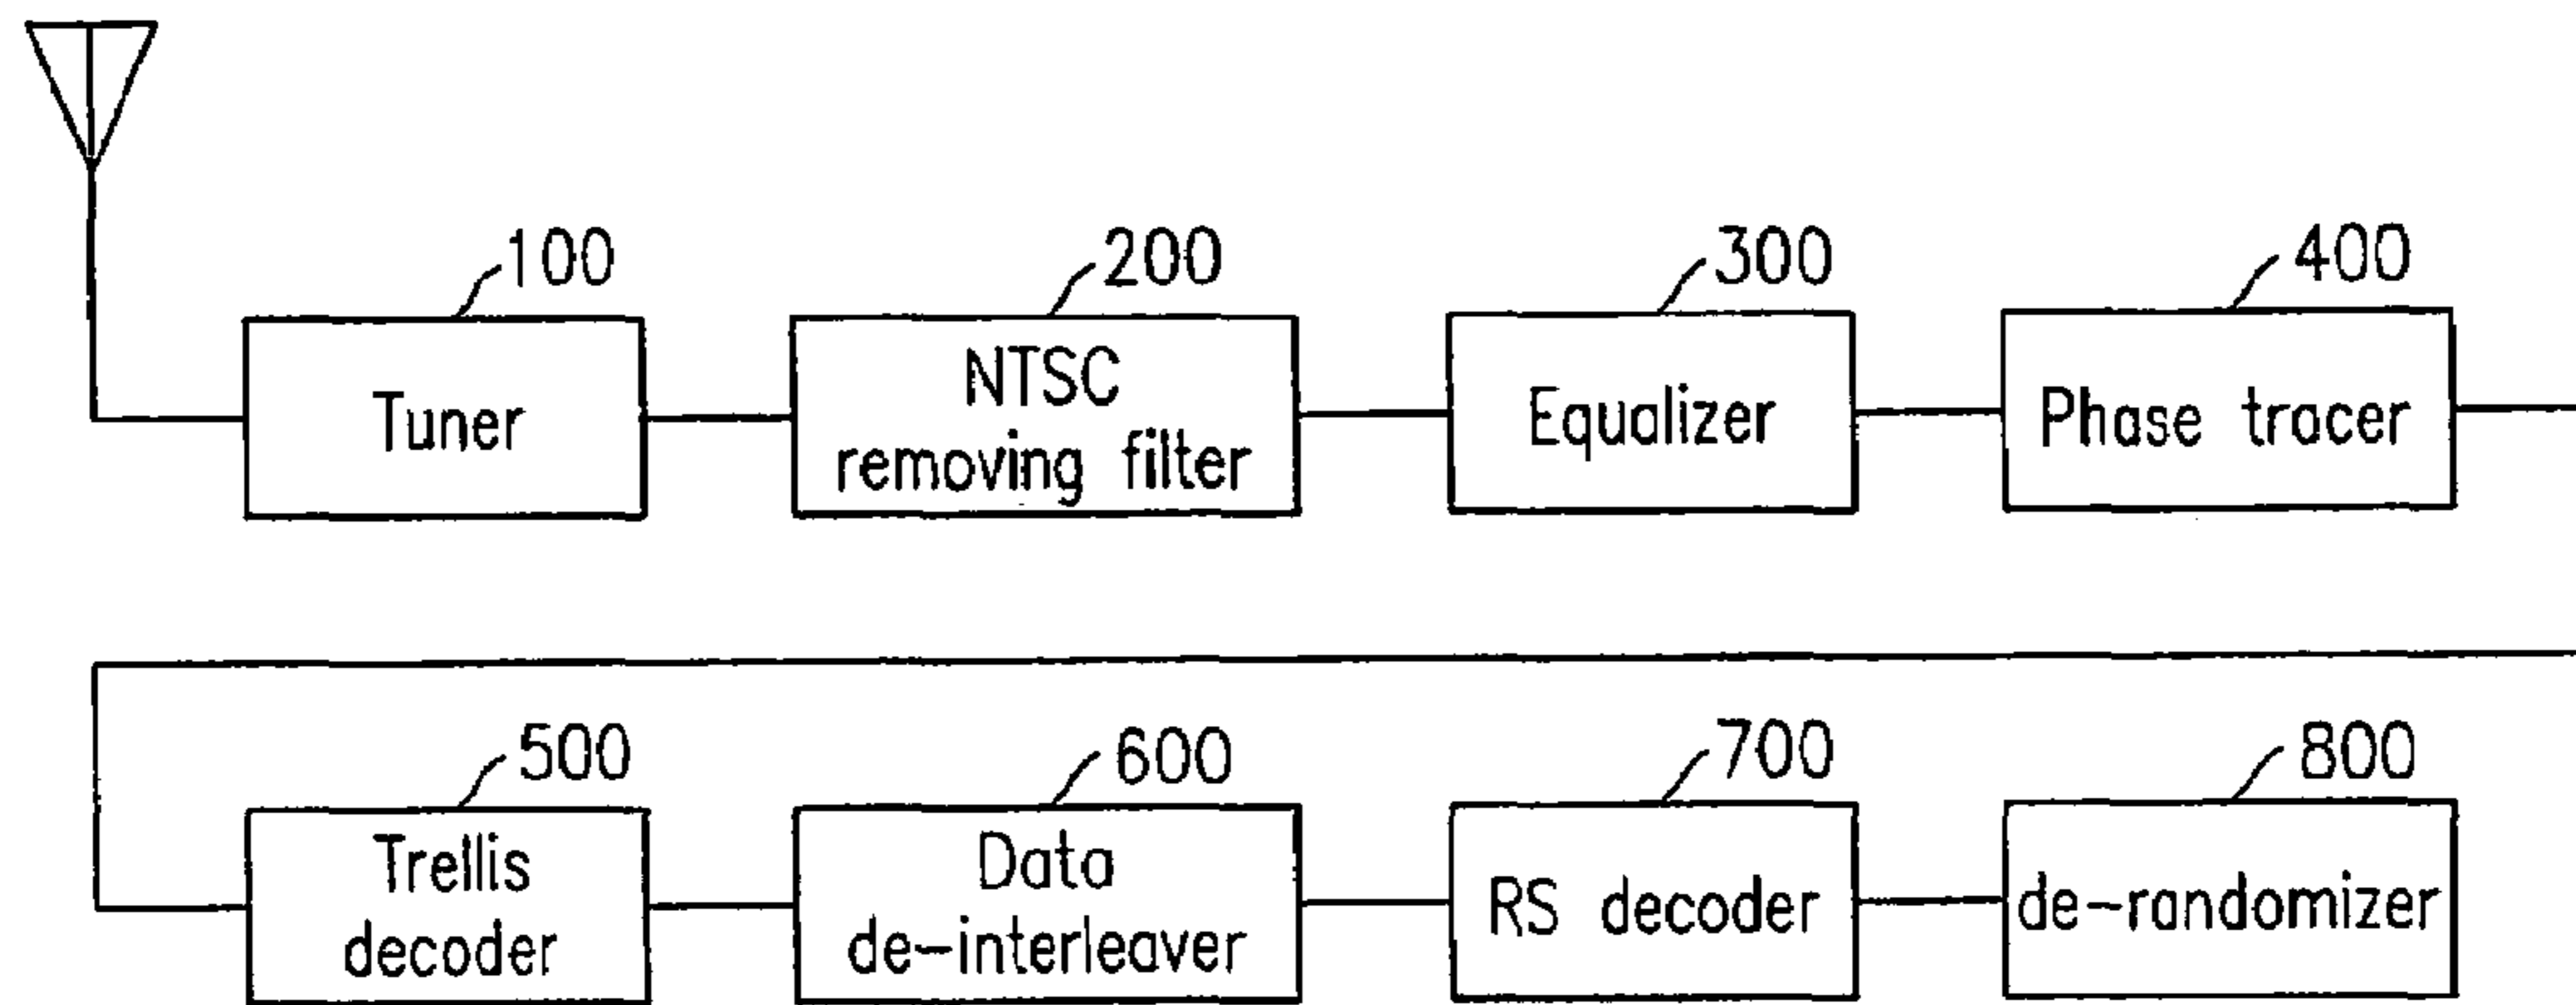 100
200
300
400
Tuner
NTSC
removing filter
Equalizer
Phase tracer
500
600
700
800
Trellis
decoder
Data
de-interleaver
RS decoder
de-randomizer